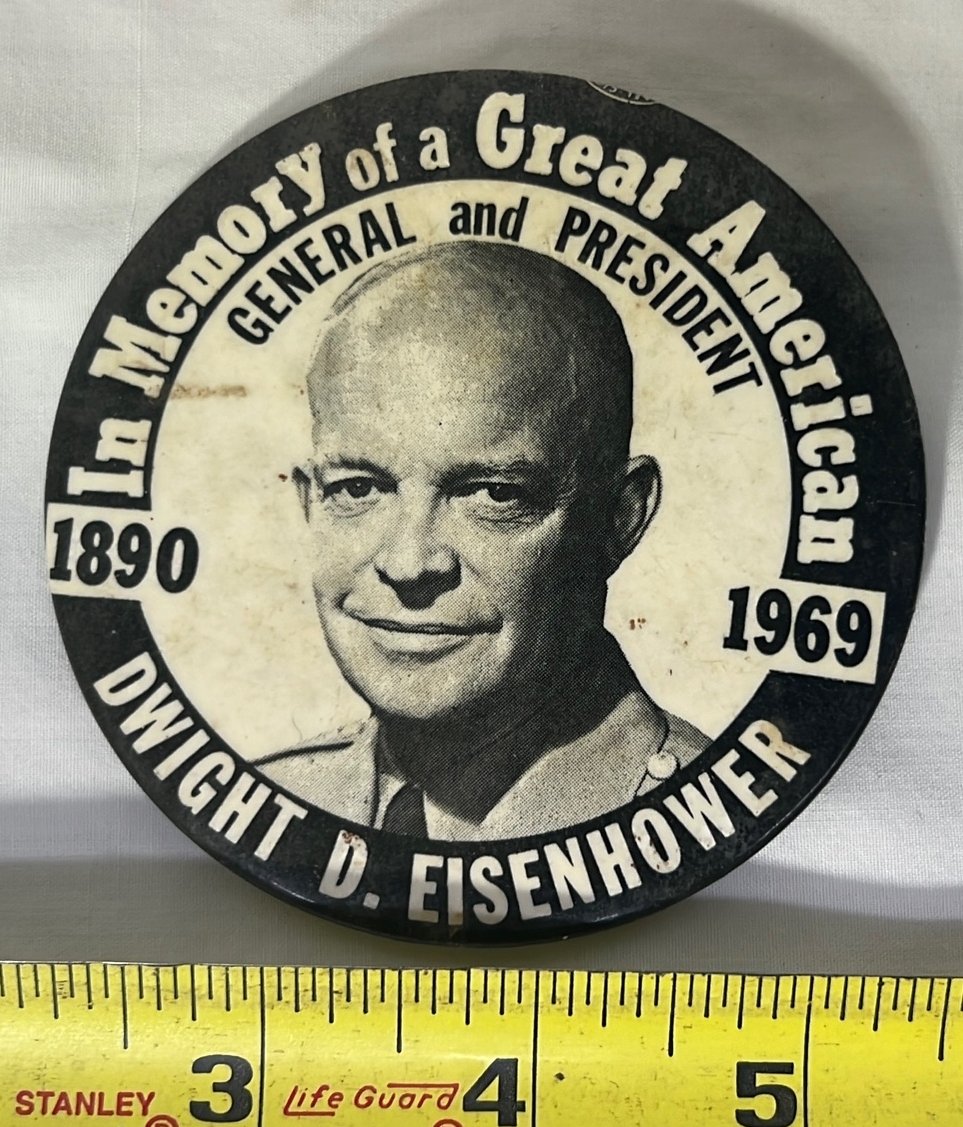 In Memory of a Great American
GENERAL and PRESIDENT
1890
1969
DWIGHT D. EISENHOWER
STANLEY 3 Life Guard 4 5